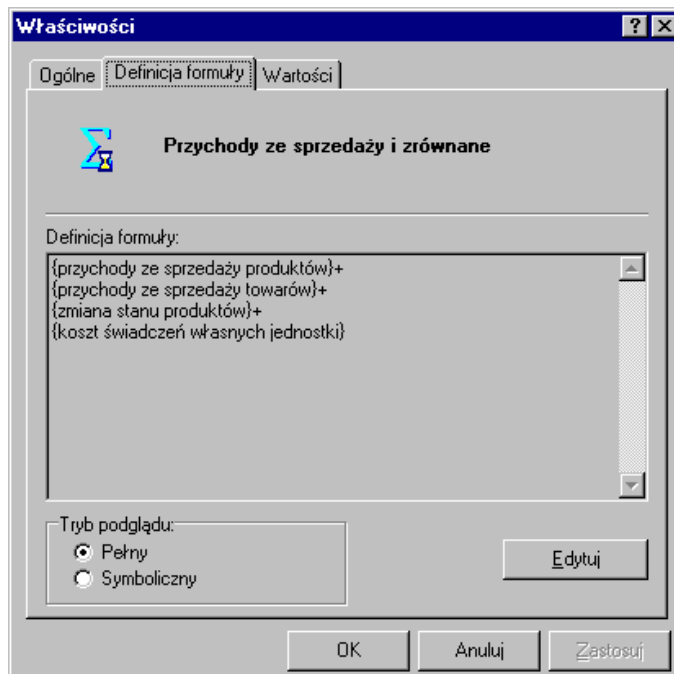 Właściwości
Ogólne
Definicja formuły
Wartości
Przychody ze sprzedaży i zrównane
Definicja formuły:
{przychody ze sprzedaży produktów}+
{przychody ze sprzedaży towarów}+
{zmiana stanu produktów}+
{koszt świadczeń własnych jednostki}
Tryb podglądu:
Pełny
Symboliczny
Edytuj
OK
Anuluj
Zastosuj